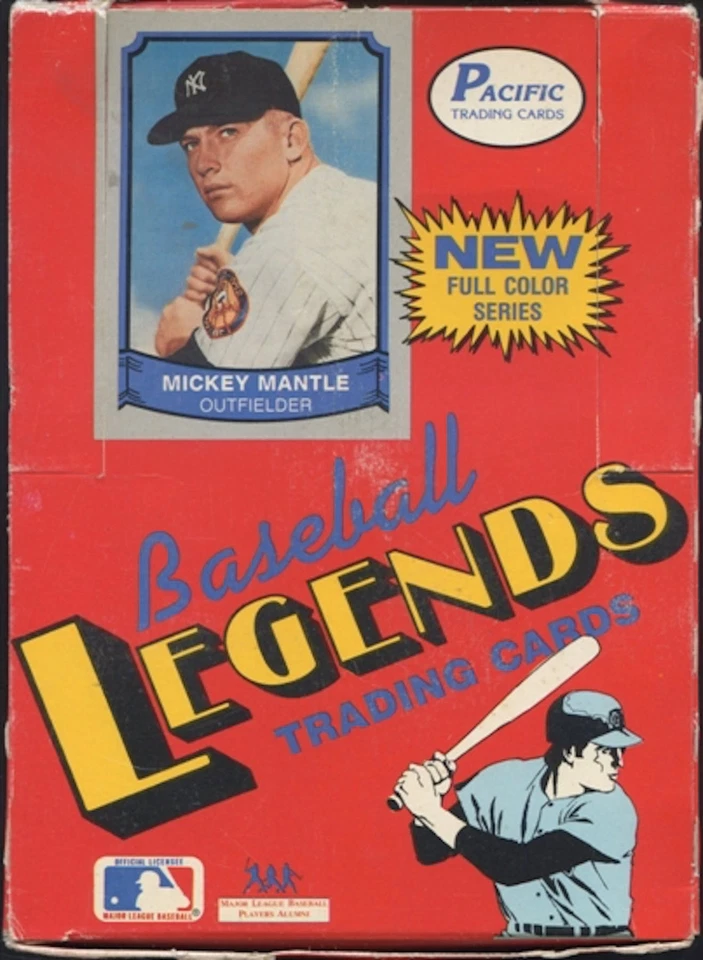 NY
PACIFIC
TRADING CARDS
NEW
FULL COLOR
SERIES
MICKEY MANTLE
OUTFIELDER
Baseball
LEGENDS
TRADING CARDS
OFFICIAL LICENSEE
MAJOR LEAGUE BASEBALL®
MAJOR LEAGUE BASEBALL
PLAYERS ALUMNI